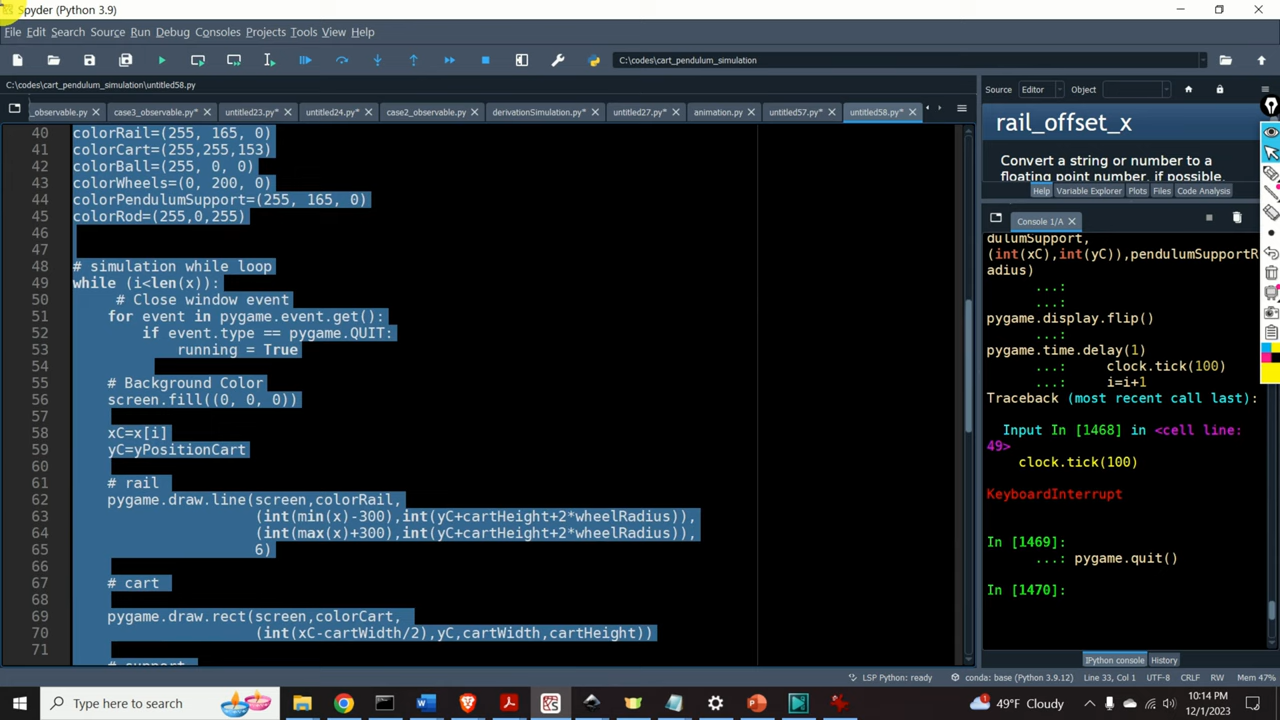 Spyder (Python 3.9)
File Edit Search Source Run Debug Consoles Projects Tools View Help
C:\codes\cart_pendulum_simulation
C:\codes\cart_pendulum_simulation\untitled58.py
_observable.py case3_observable.py* untitled23.py* untitled24.py* case2_observable.py derivationSimulation.py* untitled27.py* animation.py untitled57.py* untitled58.py*
40 colorRail=(255, 165, 0)
41 colorCart=(255,255,153)
42 colorBall=(255, 0, 0)
43 colorWheels=(0, 200, 0)
44 colorPendulumSupport=(255, 165, 0)
45 colorRod=(255,0,255)
46
47
48 # simulation while loop
49 while (i<len(x)):
50 # Close window event
51 for event in pygame.event.get():
52 if event.type == pygame.QUIT:
53 running = True
54
55 # Background Color
56 screen.fill((0, 0, 0))
57
58 xC=x[i]
59 yC=yPositionCart
60
61 # rail
62 pygame.draw.line(screen,colorRail,
63 (int(min(x)-300),int(yC+cartHeight+2*wheelRadius)),
64 (int(max(x)+300),int(yC+cartHeight+2*wheelRadius)),
65 6)
66
67 # cart
68
69 pygame.draw.rect(screen,colorCart,
70 (int(xC-cartWidth/2),yC,cartWidth,cartHeight))
71
# support
Source Editor Object
rail_offset_x
Convert a string or number to a
floating point number, if possible.
Help Variable Explorer Plots Files Code Analysis
Console 1/A
dulumSupport,
(int(xC),int(yC)),pendulumSupportR
adius)
...:
...:
pygame.display.flip()
...:
pygame.time.delay(1)
...: clock.tick(100)
...: i=i+1
Traceback (most recent call last):
Input In [1468] in <cell line:
49>
clock.tick(100)
KeyboardInterrupt
In [1469]:
...: pygame.quit()
In [1470]:
IPython console History
LSP Python: ready conda: base (Python 3.9.12) Line 33, Col 1 UTF-8 CRLF RW Mem 47%
Type here to search
49°F Cloudy
10:14 PM
12/1/2023